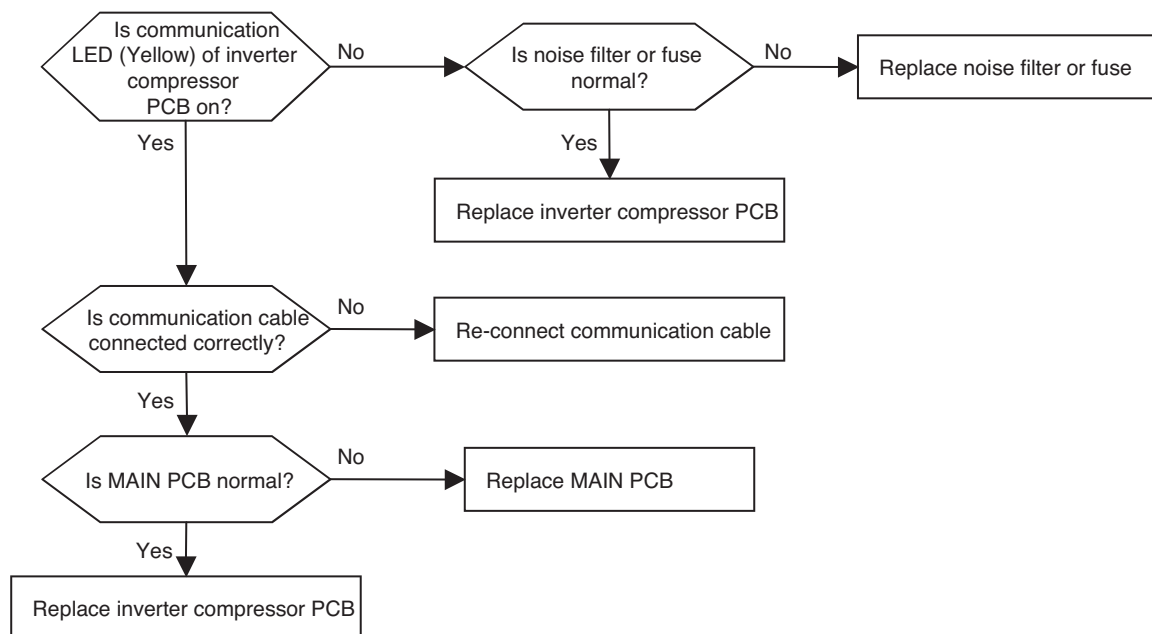 Is communication
LED (Yellow) of inverter
compressor
PCB on?
No
Is noise filter or fuse
normal?
No
Replace noise filter or fuse
Yes
Yes
Replace inverter compressor PCB
Is communication cable
connected correctly?
No
Re-connect communication cable
Yes
Is MAIN PCB normal?
No
Replace MAIN PCB
Yes
Replace inverter compressor PCB